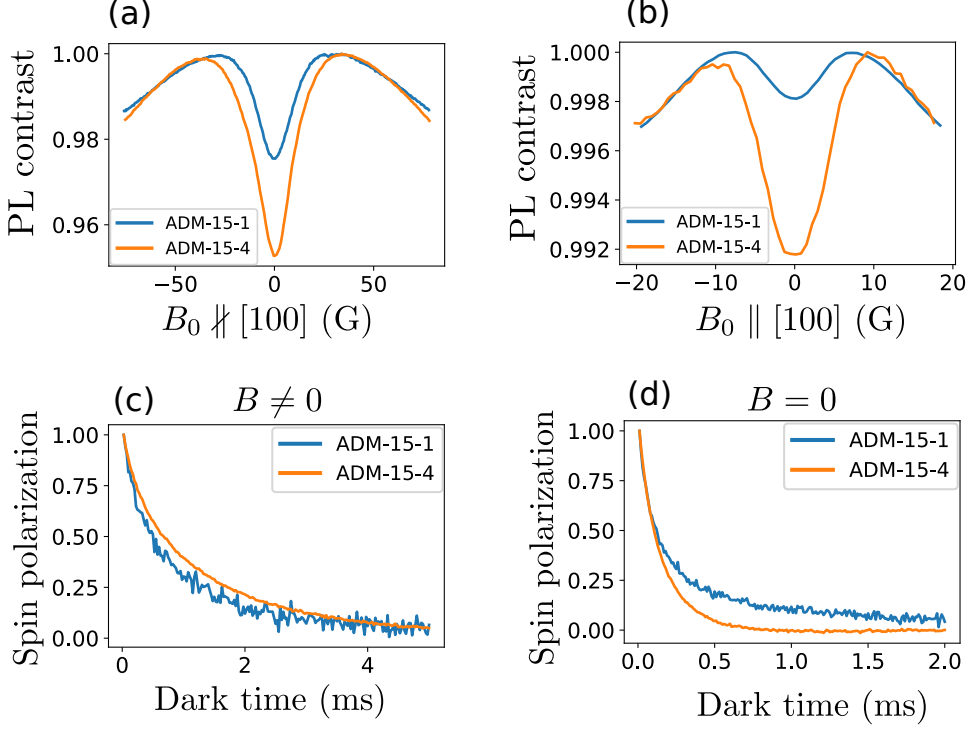 (a)
PL contrast
1.00
0.98
0.96
ADM-15-1
ADM-15-4
−50
0
50
B₀ ∦ [100] (G)
(b)
PL contrast
1.000
0.998
0.996
0.994
0.992
ADM-15-1
ADM-15-4
−20
−10
0
10
20
B₀ ∥ [100] (G)
(c)
B ≠ 0
Spin polarization
1.00
0.75
0.50
0.25
0.00
ADM-15-1
ADM-15-4
0
2
4
Dark time (ms)
(d)
B = 0
Spin polarization
1.00
0.75
0.50
0.25
0.00
ADM-15-1
ADM-15-4
0.0
0.5
1.0
1.5
2.0
Dark time (ms)